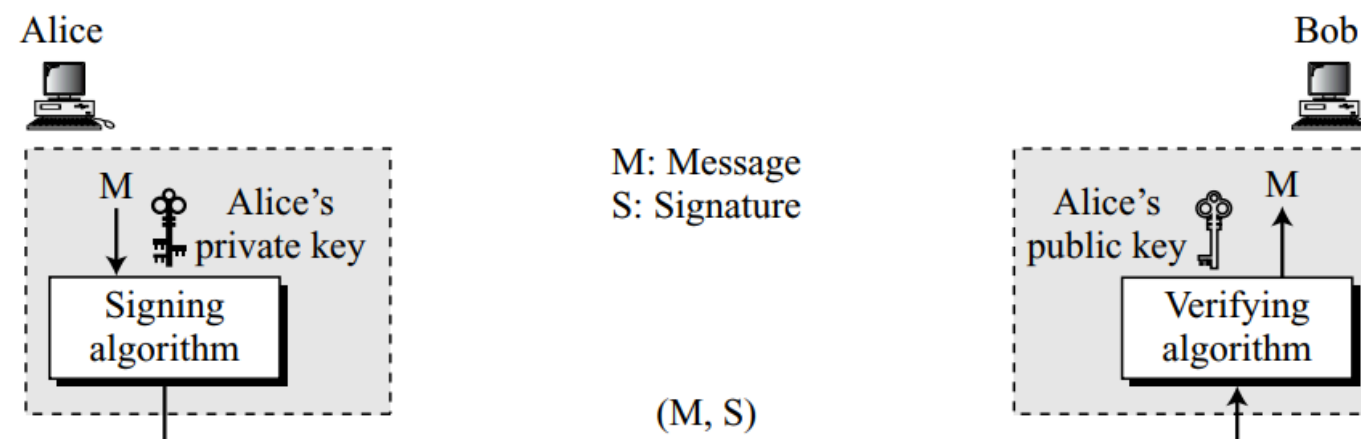 Alice
Bob
M: Message
S: Signature
M
Alice’s
private key
Signing
algorithm
Alice’s
public key
M
Verifying
algorithm
(M, S)